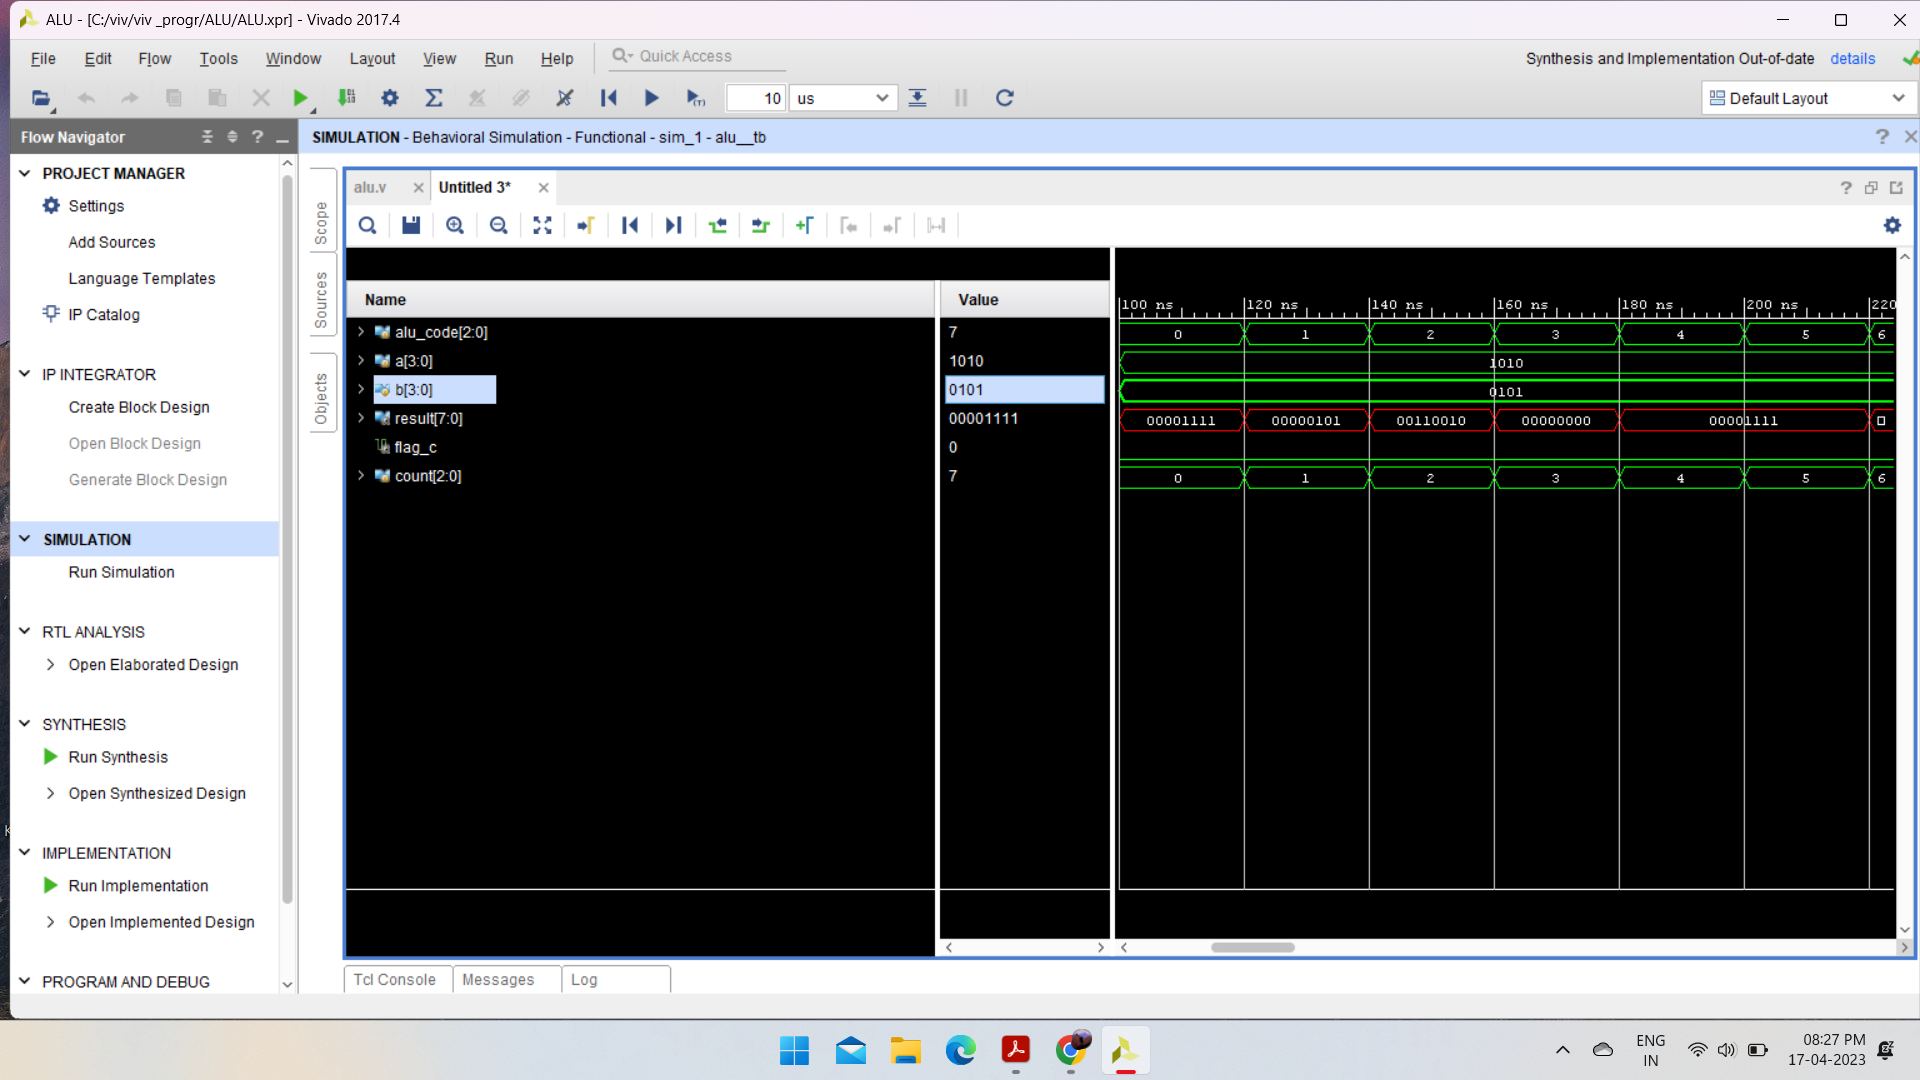 ALU - [C:/viv/viv _progr/ALU/ALU.xpr] - Vivado 2017.4
File Edit Flow Tools Window Layout View Run Help Quick Access Synthesis and Implementation Out-of-date details
10 us Default Layout
Flow Navigator
SIMULATION - Behavioral Simulation - Functional - sim_1 - alu__tb
PROJECT MANAGER
Settings
Add Sources
Language Templates
IP Catalog
IP INTEGRATOR
Create Block Design
Open Block Design
Generate Block Design
SIMULATION
Run Simulation
RTL ANALYSIS
Open Elaborated Design
SYNTHESIS
Run Synthesis
Open Synthesized Design
IMPLEMENTATION
Run Implementation
Open Implemented Design
PROGRAM AND DEBUG
Scope
Sources
Objects
alu.v Untitled 3*
Name Value 100 ns 120 ns 140 ns 160 ns 180 ns 200 ns 220
alu_code[2:0] 7 0 1 2 3 4 5 6
a[3:0] 1010 1010
b[3:0] 0101 0101
result[7:0] 00001111 00001111 00000101 00110010 00000000 00001111
flag_c 0
count[2:0] 7 0 1 2 3 4 5 6
Tcl Console Messages Log
ENG
IN
08:27 PM
17-04-2023